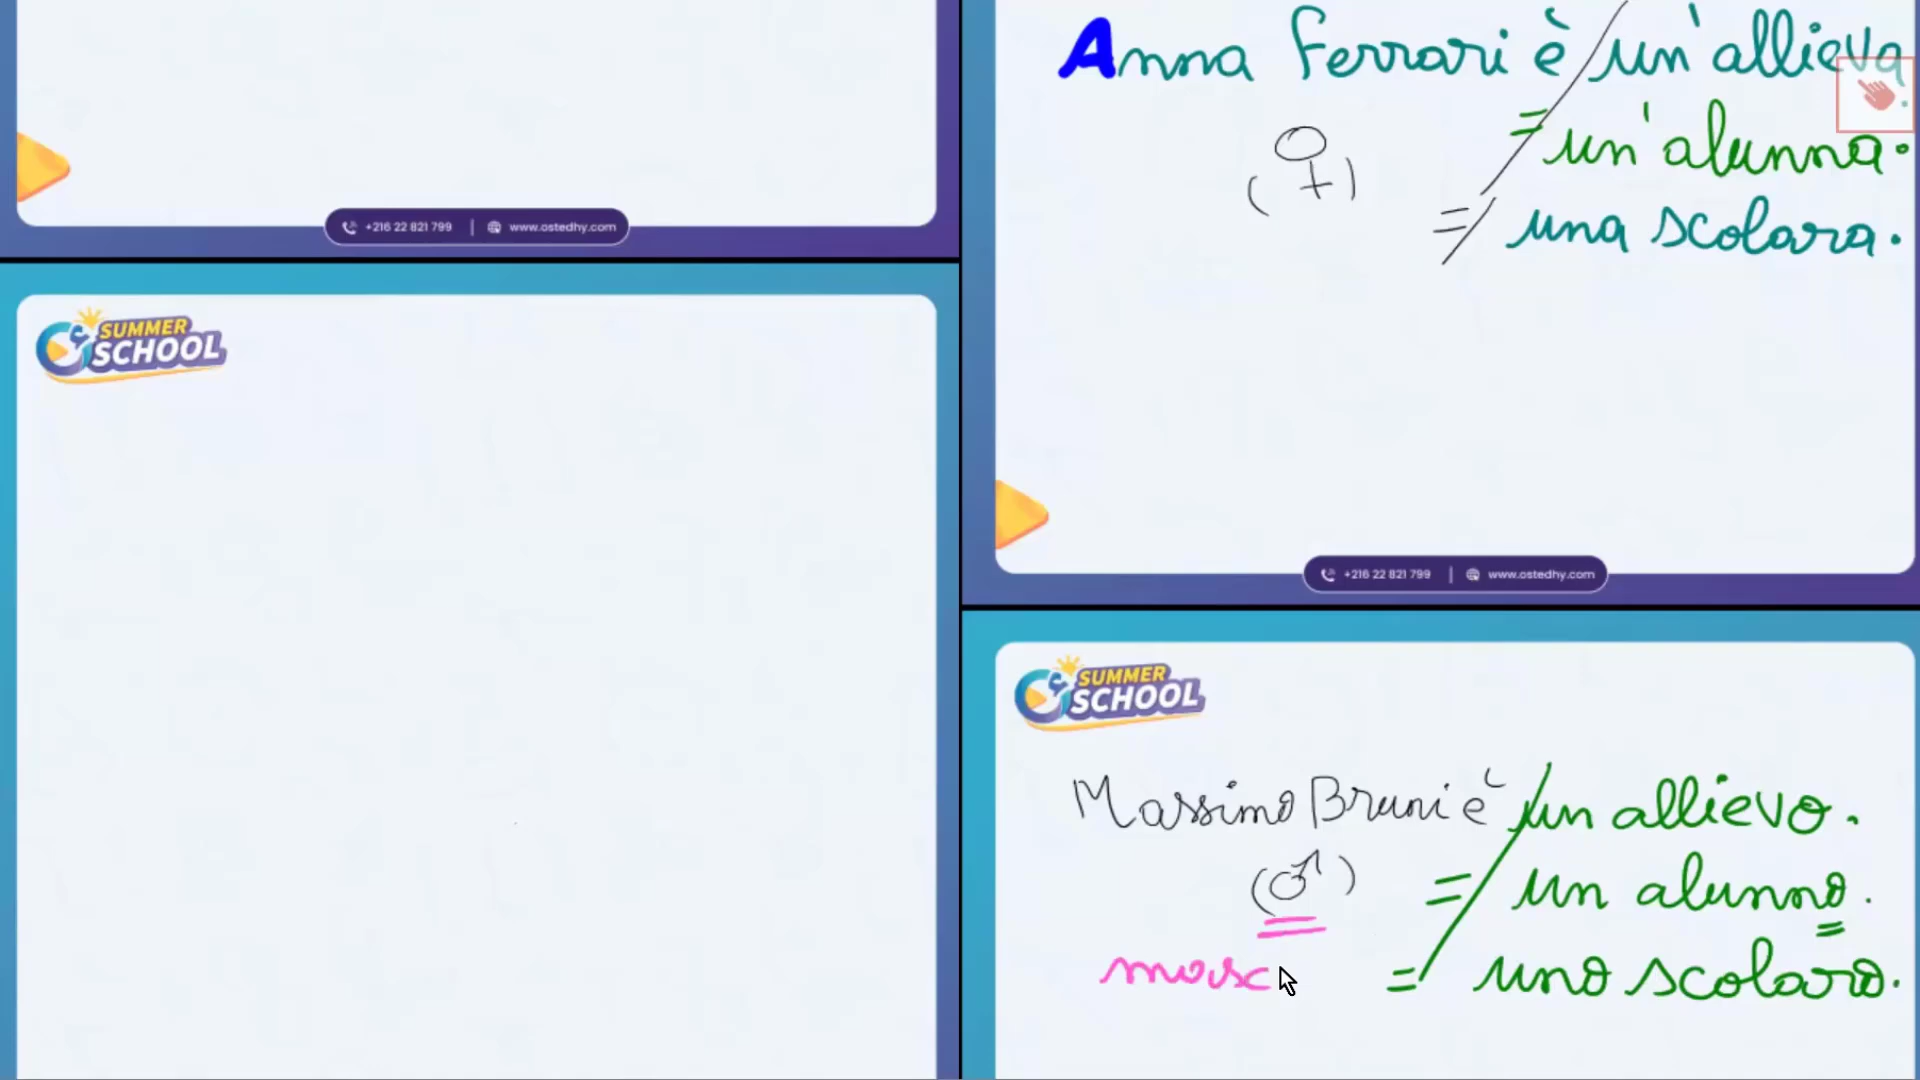 +216 22 821 799 | www.ostedhy.com
SUMMER
SCHOOL
Anna Ferrari è un'allieva.
= un'alunna.
= una scolara.
+216 22 821 799 | www.ostedhy.com
SUMMER
SCHOOL
Massimo Bruni è un allievo.
= un alunno.
masc = uno scolaro.